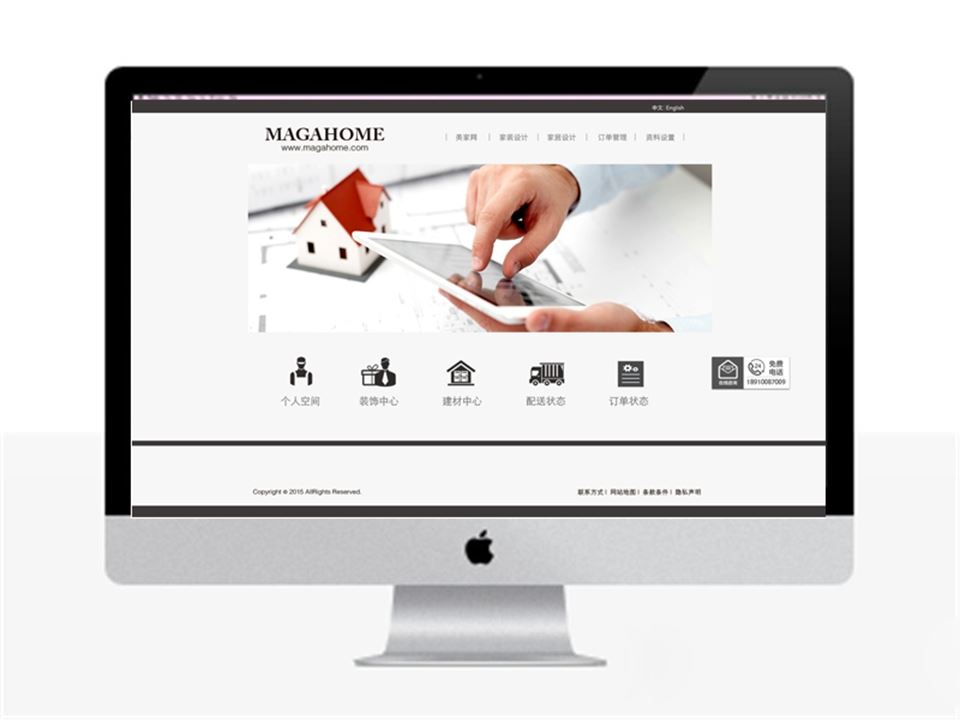 中文 English
MAGAHOME
www.magahome.com
| 美家网 | 家装设计 | 家居设计 | 订单管理 | 资料设置 |
个人空间 装饰中心 建材中心 配送状态 订单状态
在线咨询
24
免费
电话
18910087009
Copyright © 2015 AllRights Reserved.
联系方式 | 网站地图 | 条款条件 | 隐私声明